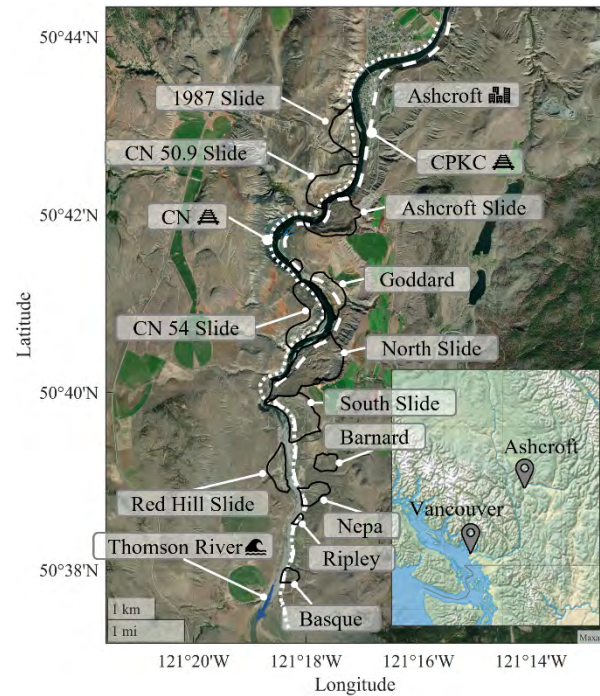 50°44'N
1987 Slide
Ashcroft
CN 50.9 Slide
CPKC
50°42'N
CN
Ashcroft Slide
Goddard
CN 54 Slide
North Slide
Latitude
50°40'N
South Slide
Barnard
Ashcroft
Red Hill Slide
Nepa
Vancouver
Thomson River
Ripley
50°38'N
Basque
1 km
1 mi
Maxa
121°20'W 121°18'W 121°16'W 121°14'W
Longitude